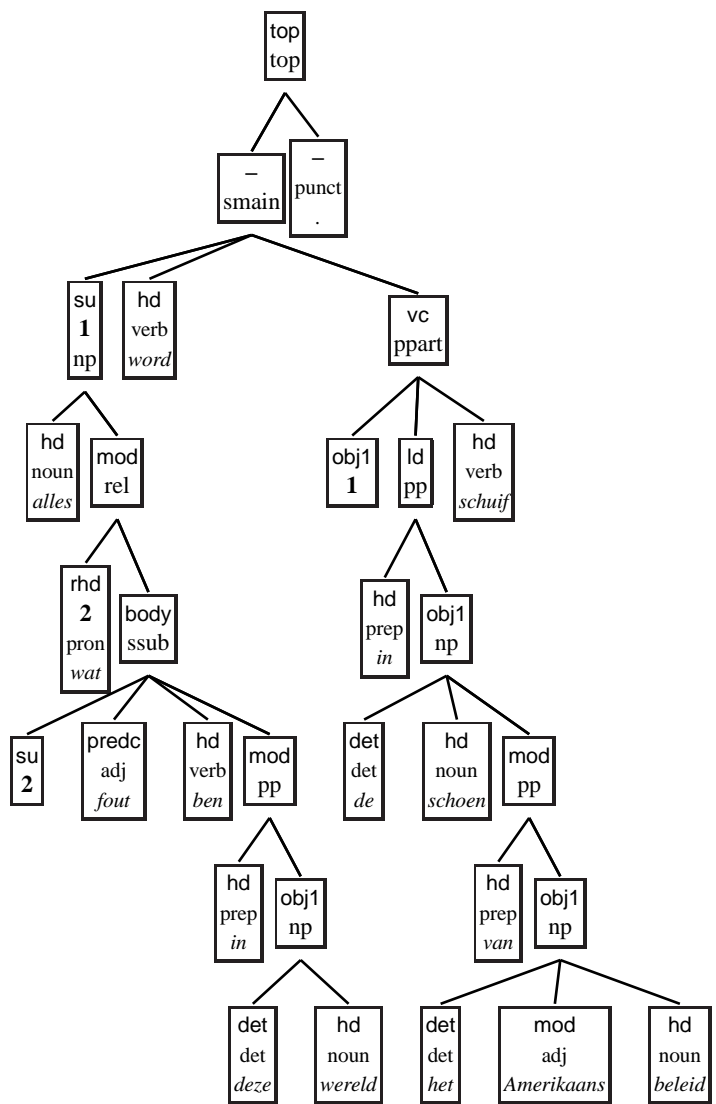 top
top
–
smain
–
punct
.
su
1
np
hd
verb
word
vc
ppart
hd
noun
alles
mod
rel
obj1
1
ld
pp
hd
verb
schuif
rhd
2
pron
wat
body
ssub
hd
prep
in
obj1
np
su
2
predc
adj
fout
hd
verb
ben
mod
pp
det
det
de
hd
noun
schoen
mod
pp
hd
prep
in
obj1
np
hd
prep
van
obj1
np
det
det
deze
hd
noun
wereld
det
det
het
mod
adj
Amerikaans
hd
noun
beleid